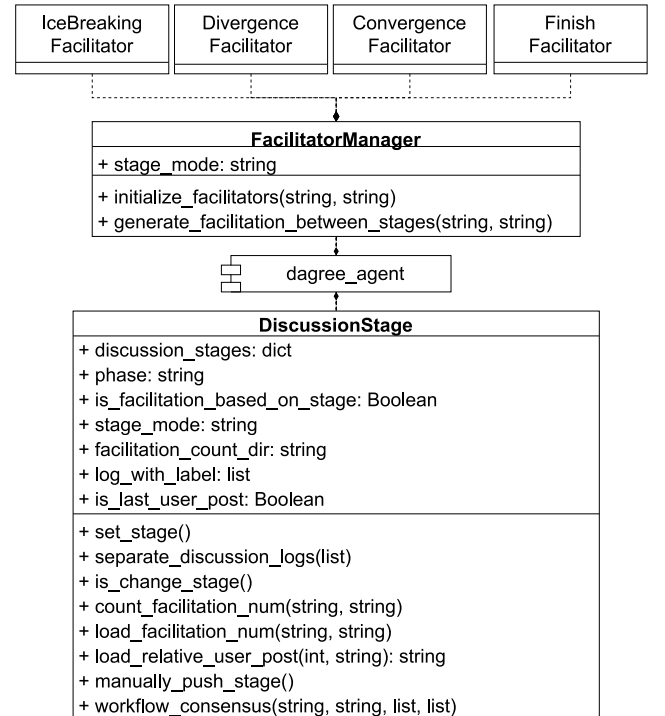 IceBreaking
Facilitator
Divergence
Facilitator
Convergence
Facilitator
Finish
Facilitator
FacilitatorManager
+ stage_mode: string
+ initialize_facilitators(string, string)
+ generate_facilitation_between_stages(string, string)
dagree_agent
DiscussionStage
+ discussion_stages: dict
+ phase: string
+ is_facilitation_based_on_stage: Boolean
+ stage_mode: string
+ facilitation_count_dir: string
+ log_with_label: list
+ is_last_user_post: Boolean
+ set_stage()
+ separate_discussion_logs(list)
+ is_change_stage()
+ count_facilitation_num(string, string)
+ load_facilitation_num(string, string)
+ load_relative_user_post(int, string): string
+ manually_push_stage()
+ workflow_consensus(string, string, list, list)